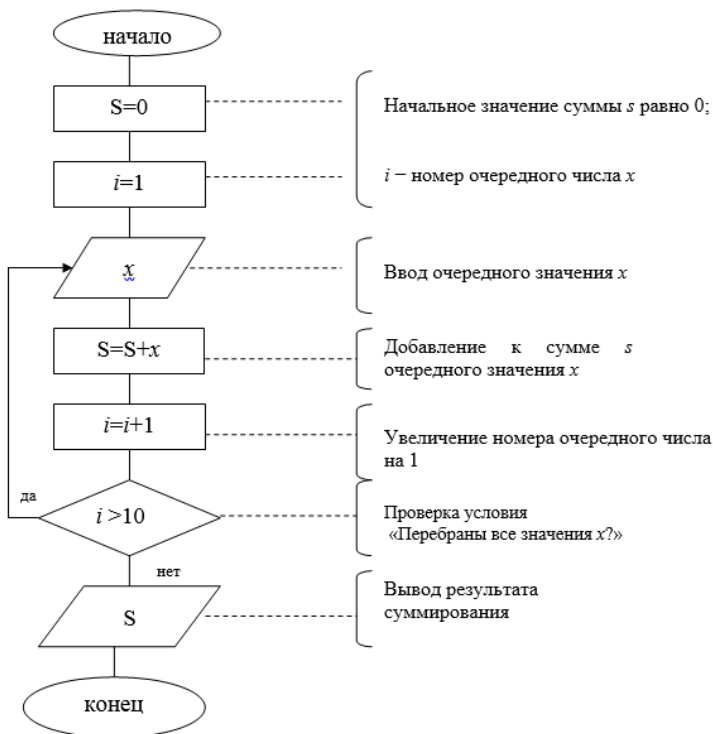 начало
S=0
Начальное значение суммы s равно 0;
i=1
i – номер очередного числа x
x
Ввод очередного значения x
S=S+x
Добавление к сумме s
очередного значения x
i=i+1
Увеличение номера очередного числа
на 1
да
i >10
Проверка условия
«Перебраны все значения x?»
нет
S
Вывод результата
суммирования
конец